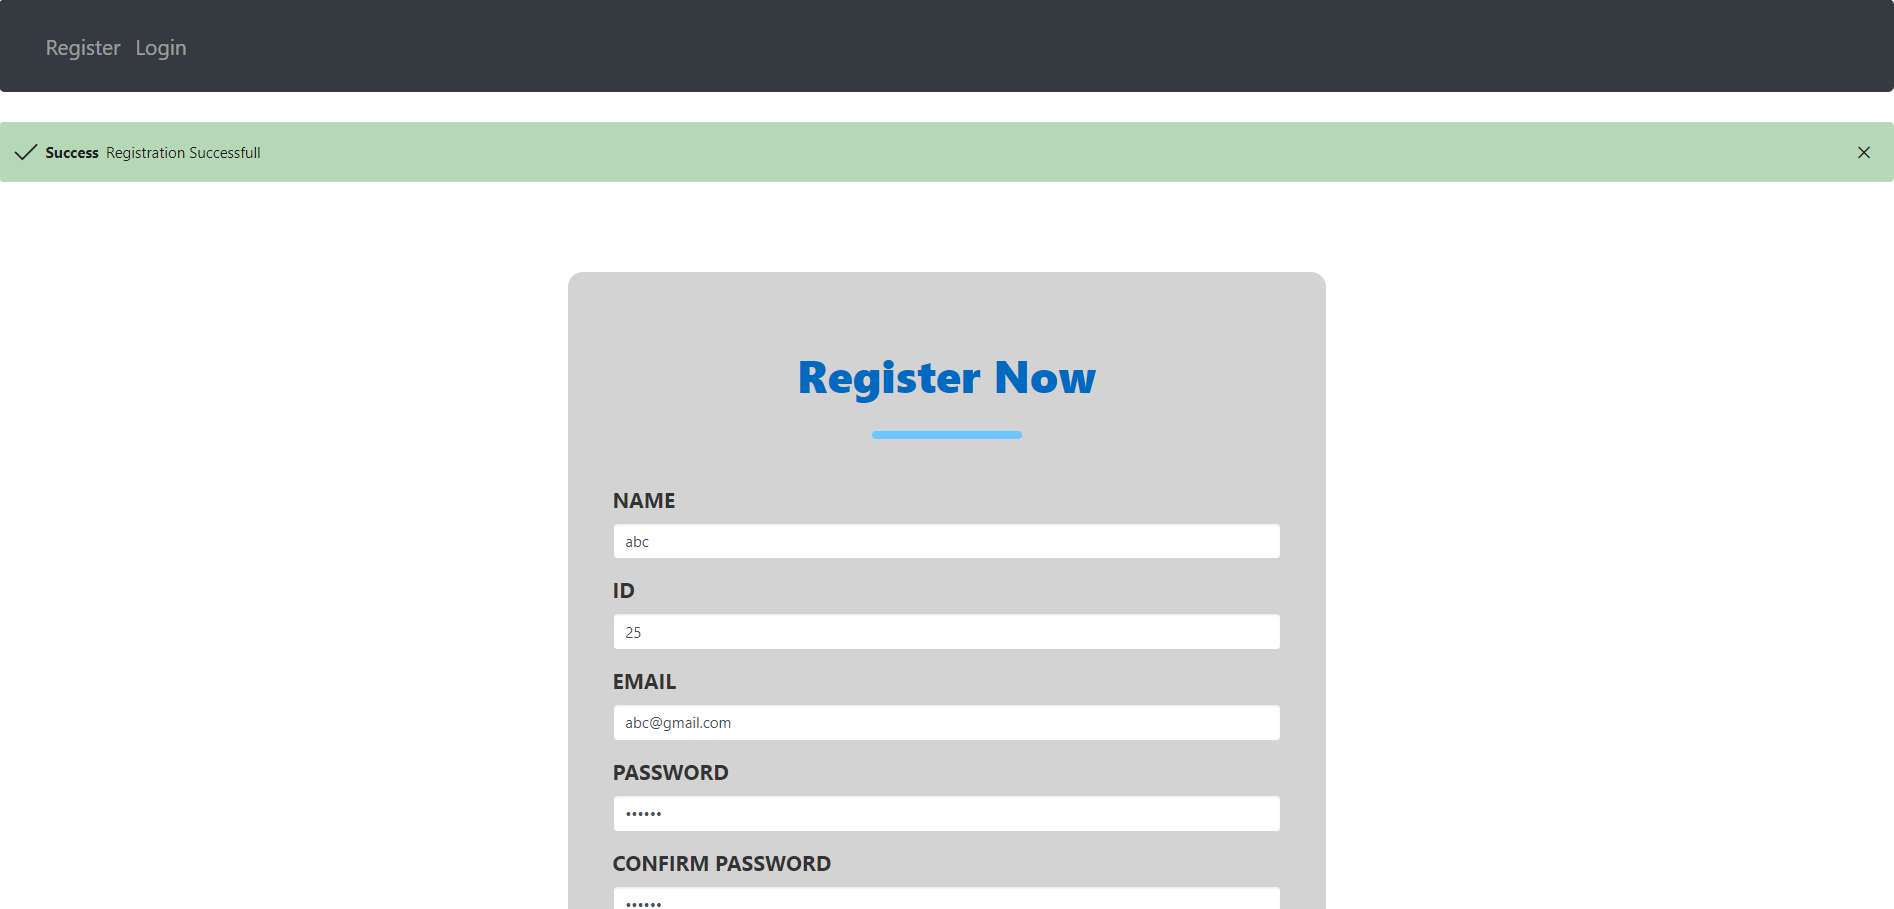 Register Login
Success Registration Successfull
Register Now
NAME
abc
ID
25
EMAIL
abc@gmail.com
PASSWORD
••••••
CONFIRM PASSWORD
••••••